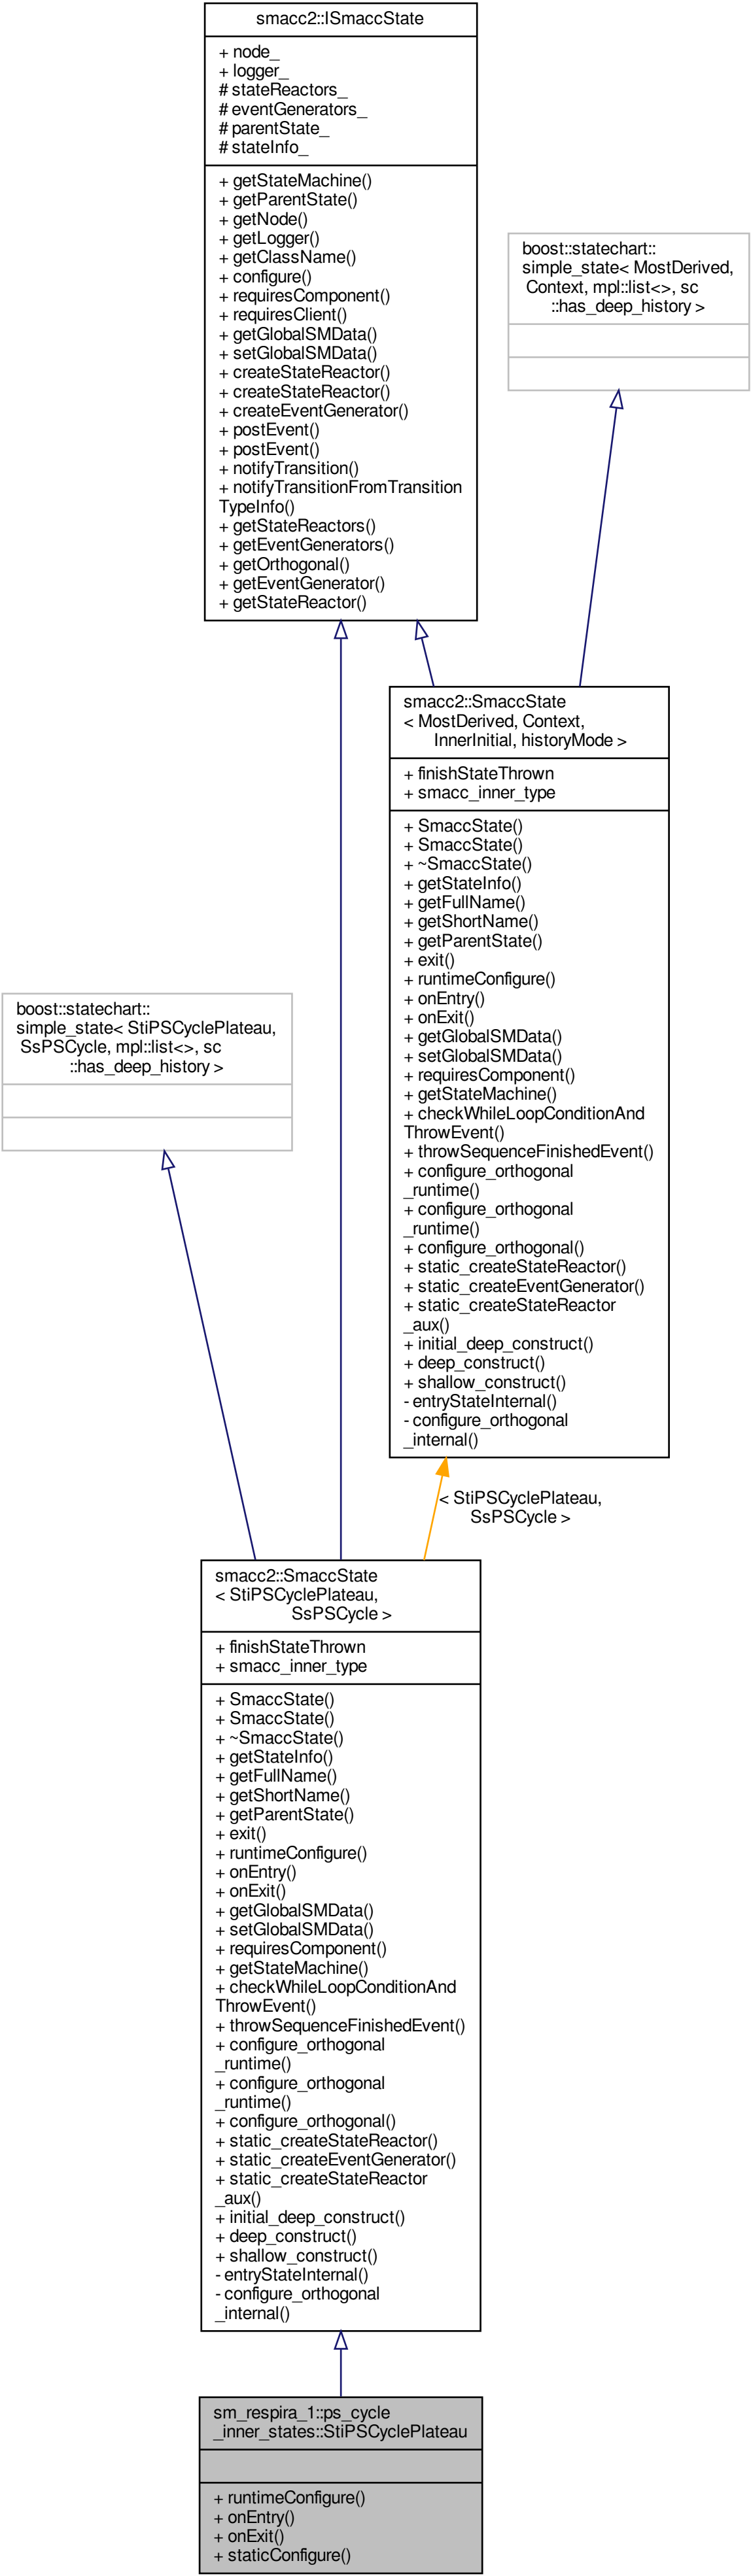 smacc2::ISmaccState
+ node_
+ logger_
# stateReactors_
# eventGenerators_
# parentState_
# stateInfo_
+ getStateMachine()
+ getParentState()
+ getNode()
+ getLogger()
+ getClassName()
+ configure()
+ requiresComponent()
+ requiresClient()
+ getGlobalSMData()
+ setGlobalSMData()
+ createStateReactor()
+ createStateReactor()
+ createEventGenerator()
+ postEvent()
+ postEvent()
+ notifyTransition()
+ notifyTransitionFromTransition
TypeInfo()
+ getStateReactors()
+ getEventGenerators()
+ getOrthogonal()
+ getEventGenerator()
+ getStateReactor()
boost::statechart::
simple_state< MostDerived,
Context, mpl::list<>, sc
::has_deep_history >
smacc2::SmaccState
< MostDerived, Context,
InnerInitial, historyMode >
+ finishStateThrown
+ smacc_inner_type
+ SmaccState()
+ SmaccState()
+ ~SmaccState()
+ getStateInfo()
+ getFullName()
+ getShortName()
+ getParentState()
+ exit()
+ runtimeConfigure()
+ onEntry()
+ onExit()
+ getGlobalSMData()
+ setGlobalSMData()
+ requiresComponent()
+ getStateMachine()
+ checkWhileLoopConditionAnd
ThrowEvent()
+ throwSequenceFinishedEvent()
+ configure_orthogonal
_runtime()
+ configure_orthogonal
_runtime()
+ configure_orthogonal()
+ static_createStateReactor()
+ static_createEventGenerator()
+ static_createStateReactor
_aux()
+ initial_deep_construct()
+ deep_construct()
+ shallow_construct()
- entryStateInternal()
- configure_orthogonal
_internal()
boost::statechart::
simple_state< StiPSCyclePlateau,
SsPSCycle, mpl::list<>, sc
::has_deep_history >
< StiPSCyclePlateau,
SsPSCycle >
smacc2::SmaccState
< StiPSCyclePlateau,
SsPSCycle >
+ finishStateThrown
+ smacc_inner_type
+ SmaccState()
+ SmaccState()
+ ~SmaccState()
+ getStateInfo()
+ getFullName()
+ getShortName()
+ getParentState()
+ exit()
+ runtimeConfigure()
+ onEntry()
+ onExit()
+ getGlobalSMData()
+ setGlobalSMData()
+ requiresComponent()
+ getStateMachine()
+ checkWhileLoopConditionAnd
ThrowEvent()
+ throwSequenceFinishedEvent()
+ configure_orthogonal
_runtime()
+ configure_orthogonal
_runtime()
+ configure_orthogonal()
+ static_createStateReactor()
+ static_createEventGenerator()
+ static_createStateReactor
_aux()
+ initial_deep_construct()
+ deep_construct()
+ shallow_construct()
- entryStateInternal()
- configure_orthogonal
_internal()
sm_respira_1::ps_cycle
_inner_states::StiPSCyclePlateau
+ runtimeConfigure()
+ onEntry()
+ onExit()
+ staticConfigure()